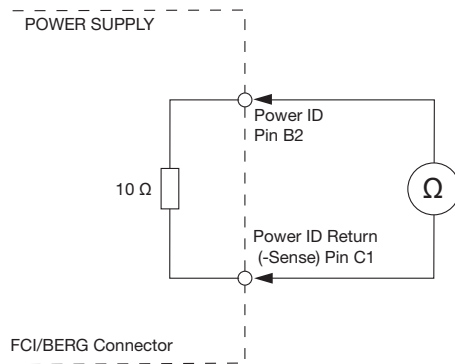 POWER SUPPLY
Power ID
Pin B2
10 Ω
Ω
Power ID Return
(-Sense) Pin C1
FCI/BERG Connector